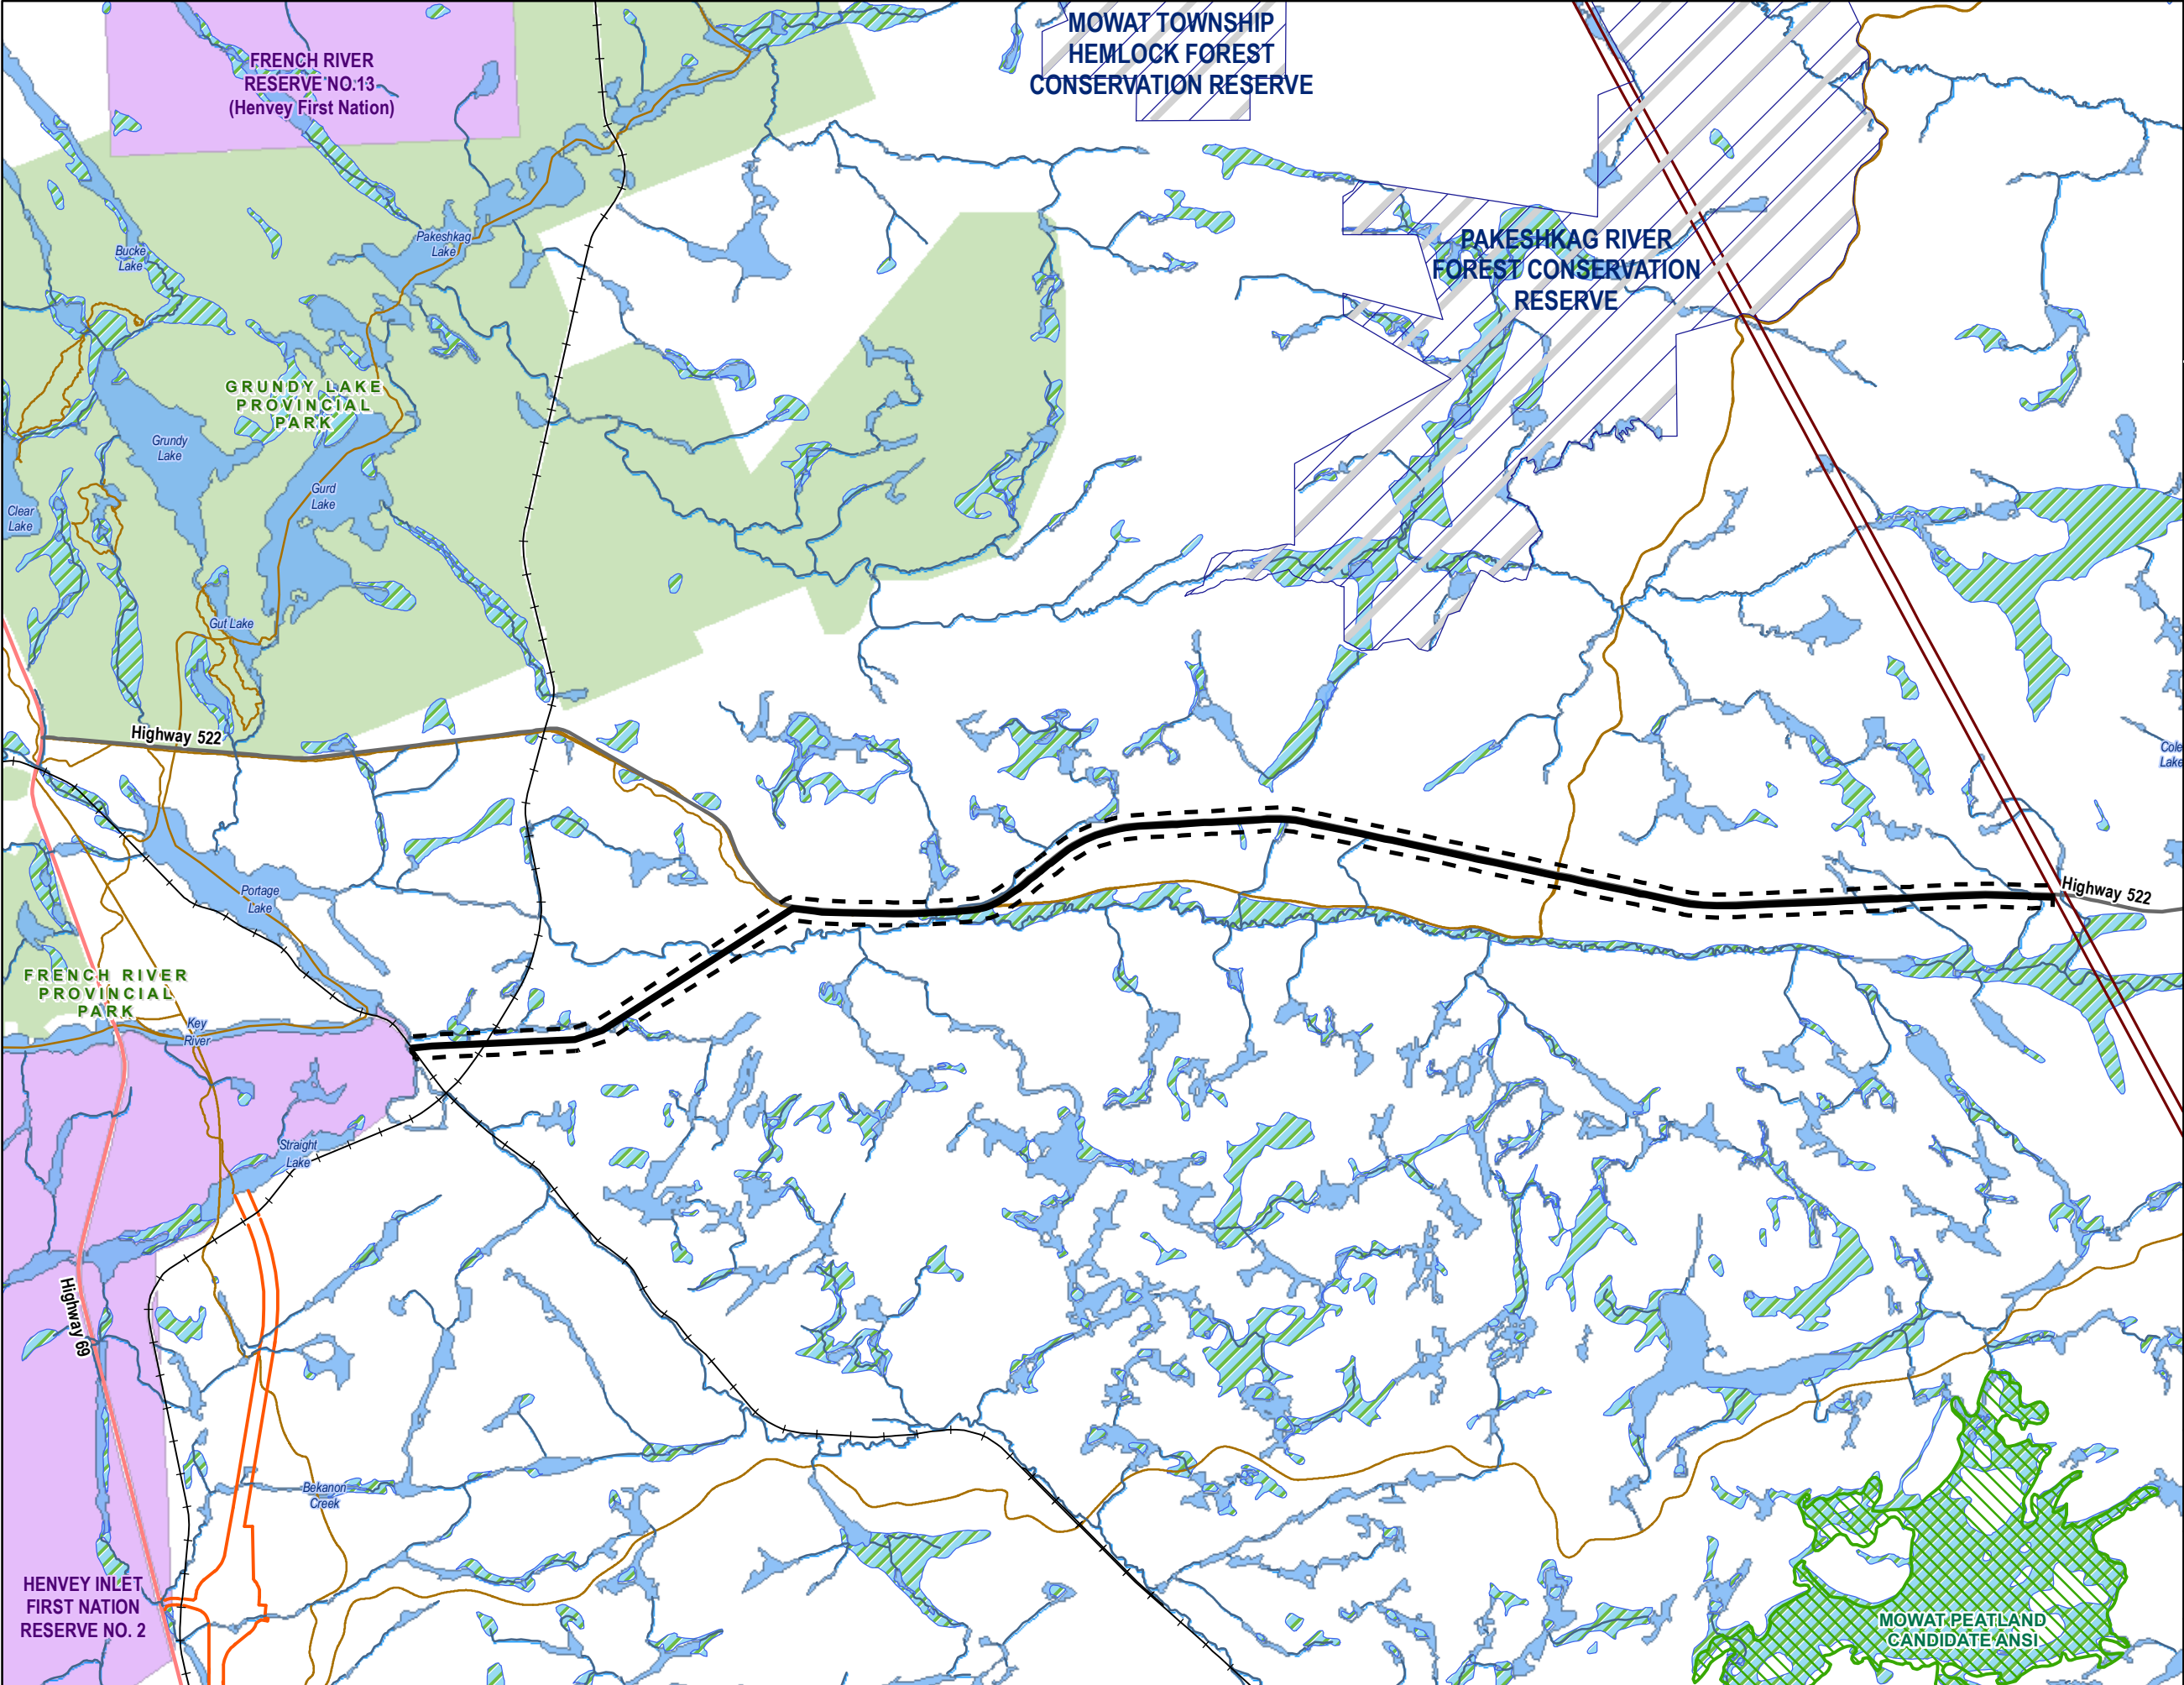 MOWAT TOWNSHIP
HEMLOCK FOREST
CONSERVATION RESERVE
FRENCH RIVER
RESERVE NO.13
(Henvey First Nation)
PAKESHKAG RIVER
FOREST CONSERVATION
RESERVE
Bucke
Lake
Pakeshkag
Lake
GRUNDY LAKE
PROVINCIAL
PARK
Grundy
Lake
Gurd
Lake
Clear
Lake
Gut Lake
Highway 522
Cole
Lake
Portage
Lake
Highway 522
FRENCH RIVER
PROVINCIAL
PARK
Key
River
Straight
Lake
Highway 69
Bekanon
Creek
HENVEY INLET
FIRST NATION
RESERVE NO. 2
MOWAT PEATLAND
CANDIDATE ANSI